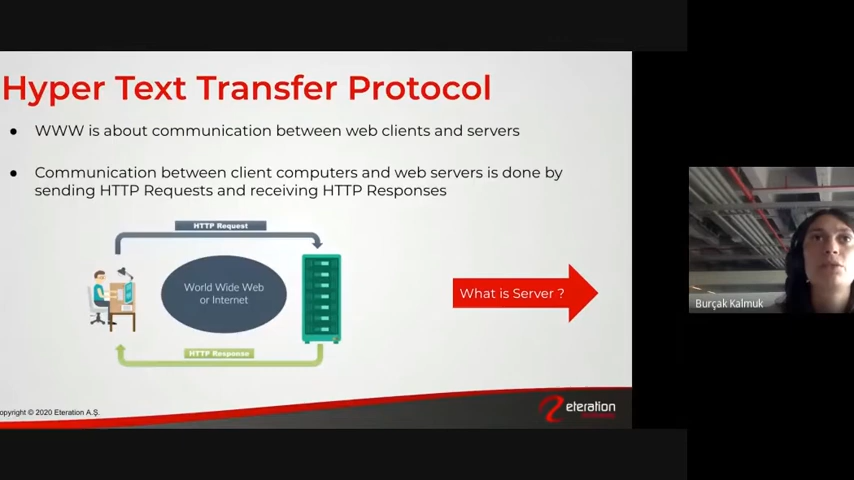 Hyper Text Transfer Protocol
● WWW is about communication between web clients and servers
● Communication between client computers and web servers is done by
sending HTTP Requests and receiving HTTP Responses
HTTP Request
World Wide Web
or Internet
What is Server ?
HTTP Response
Burçak Kalmuk
opyright © 2020 Eteration A.Ş.
eteration